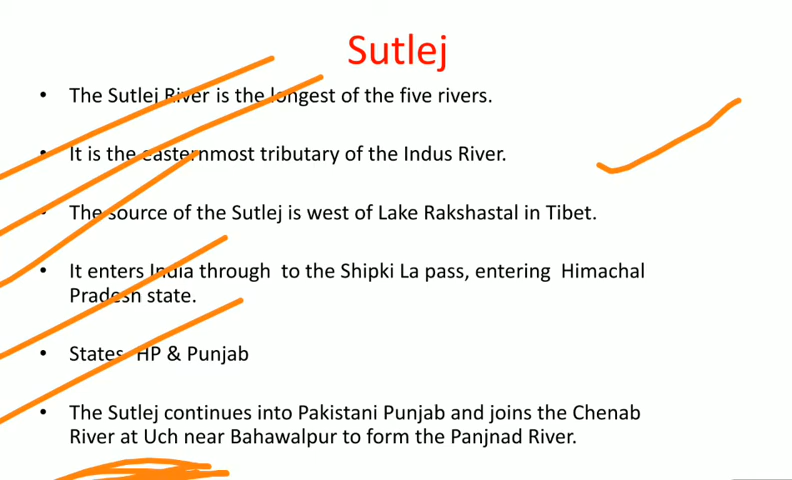 Sutlej
• The Sutlej River is the longest of the five rivers.
• It is the easternmost tributary of the Indus River.
• The source of the Sutlej is west of Lake Rakshastal in Tibet.
• It enters India through to the Shipki La pass, entering Himachal
Pradesh state.
• States HP & Punjab
• The Sutlej continues into Pakistani Punjab and joins the Chenab
River at Uch near Bahawalpur to form the Panjnad River.